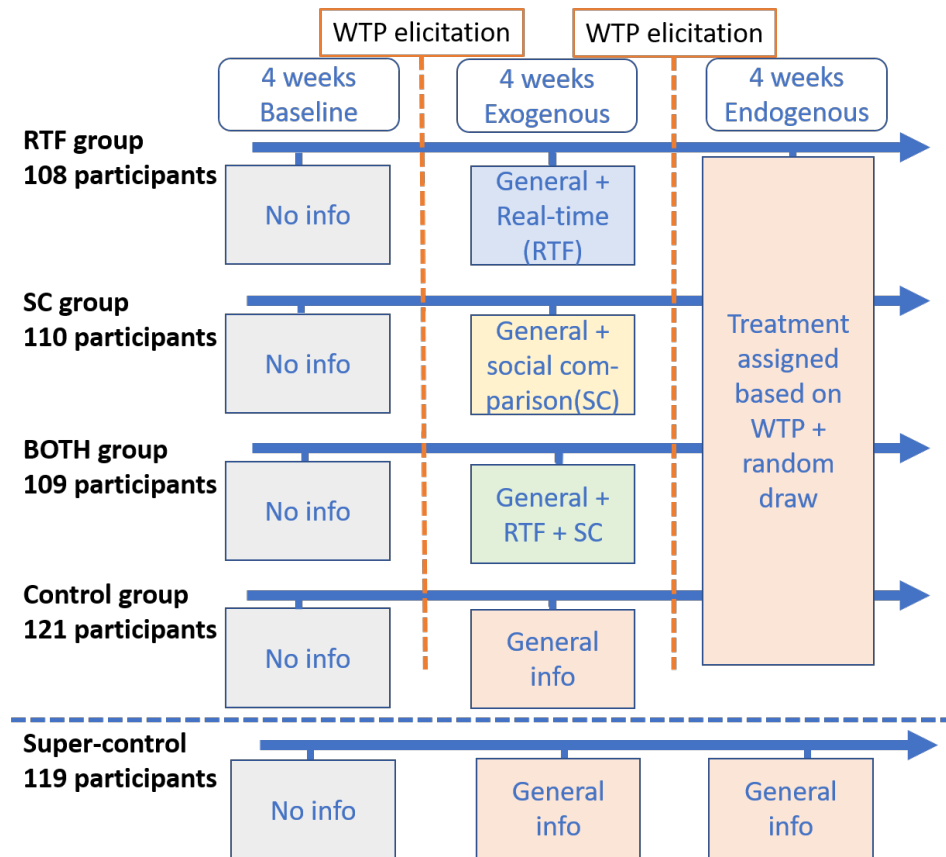 WTP elicitation
WTP elicitation
4 weeks
Baseline
4 weeks
Exogenous
4 weeks
Endogenous
RTF group
108 participants
No info
General +
Real-time
(RTF)
SC group
110 participants
No info
General +
social com-
parison(SC)
Treatment
assigned
based on
WTP +
random
draw
BOTH group
109 participants
No info
General +
RTF + SC
Control group
121 participants
No info
General
info
Super-control
119 participants
No info
General
info
General
info